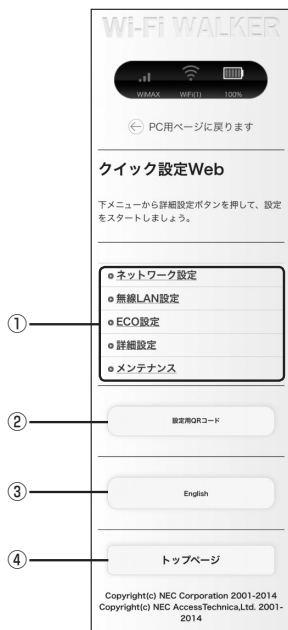 Wi-Fi WALKER
WiMAX WiFi(1) 100%
PC用ページに戻ります
クイック設定Web
下メニューから詳細設定ボタンを押して、設定
をスタートしましょう。
①
ネットワーク設定
無線LAN設定
ECO設定
詳細設定
メンテナンス
②
設定用QRコード
③
English
④
トップページ
Copyright(c) NEC Corporation 2001-2014
Copyright(c) NEC AccessTechnica,Ltd. 2001-
2014